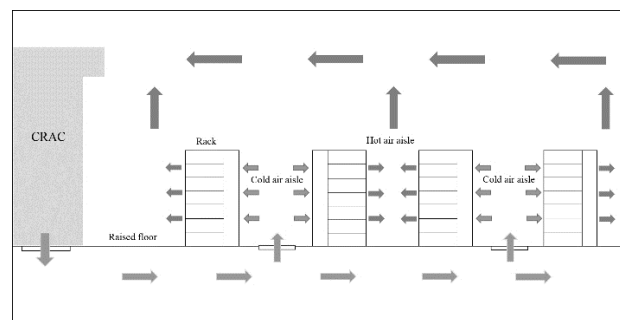 CRAC
Rack
Hot air aisle
Cold air aisle
Cold air aisle
Raised floor